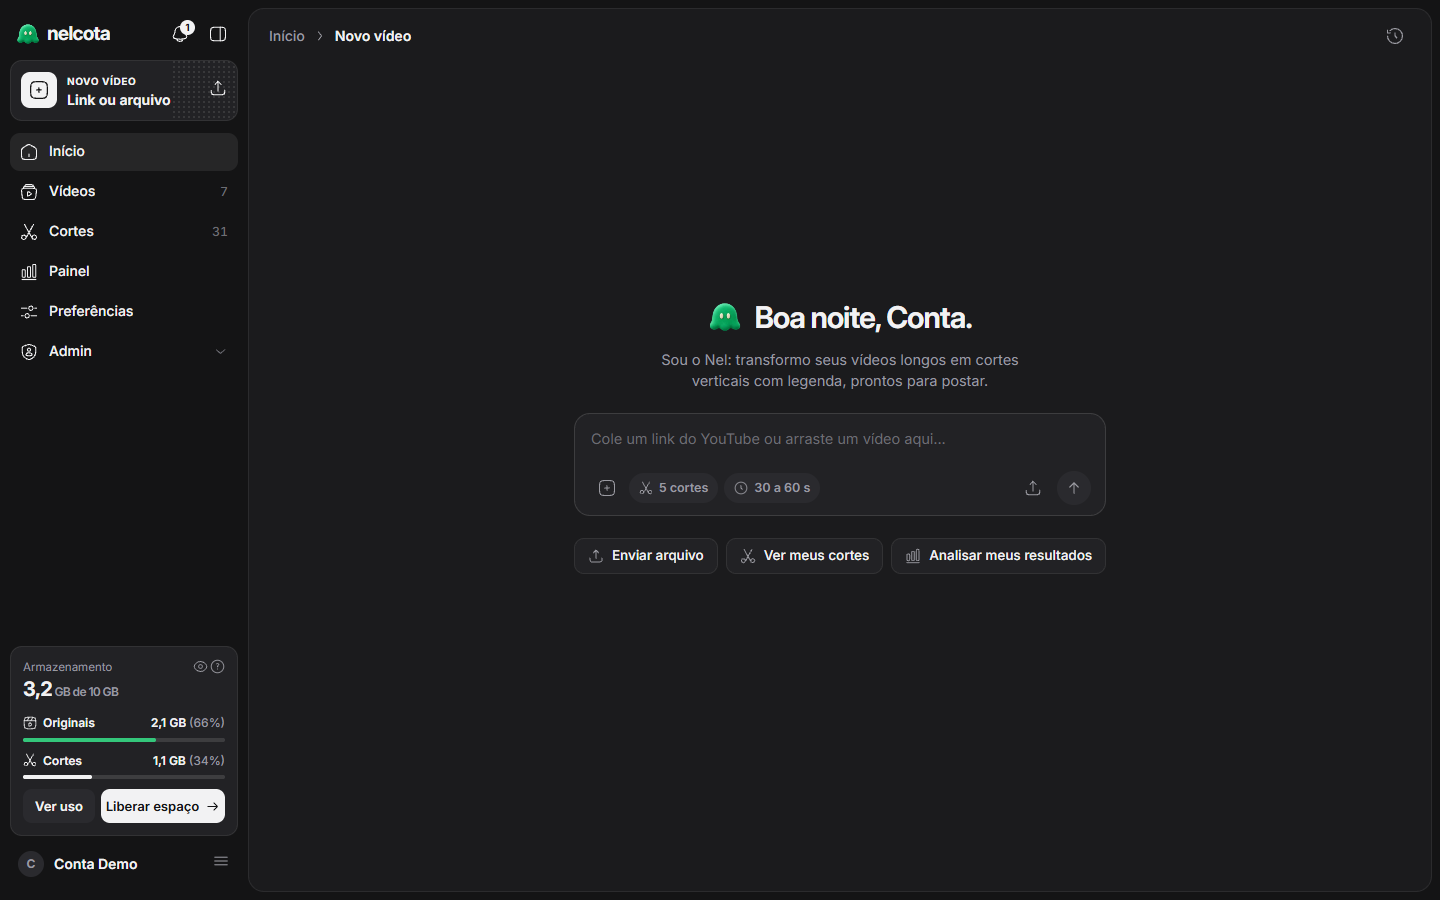 nelcota
1
NOVO VÍDEO
Link ou arquivo
Início
Vídeos 7
Cortes 31
Painel
Preferências
Admin
Armazenamento
3,2 GB de 10 GB
Originais 2,1 GB (66%)
Cortes 1,1 GB (34%)
Ver uso
Liberar espaço
C Conta Demo
Início > Novo vídeo
Boa noite, Conta.
Sou o Nel: transformo seus vídeos longos em cortes
verticais com legenda, prontos para postar.
Cole um link do YouTube ou arraste um vídeo aqui...
5 cortes
30 a 60 s
Enviar arquivo
Ver meus cortes
Analisar meus resultados